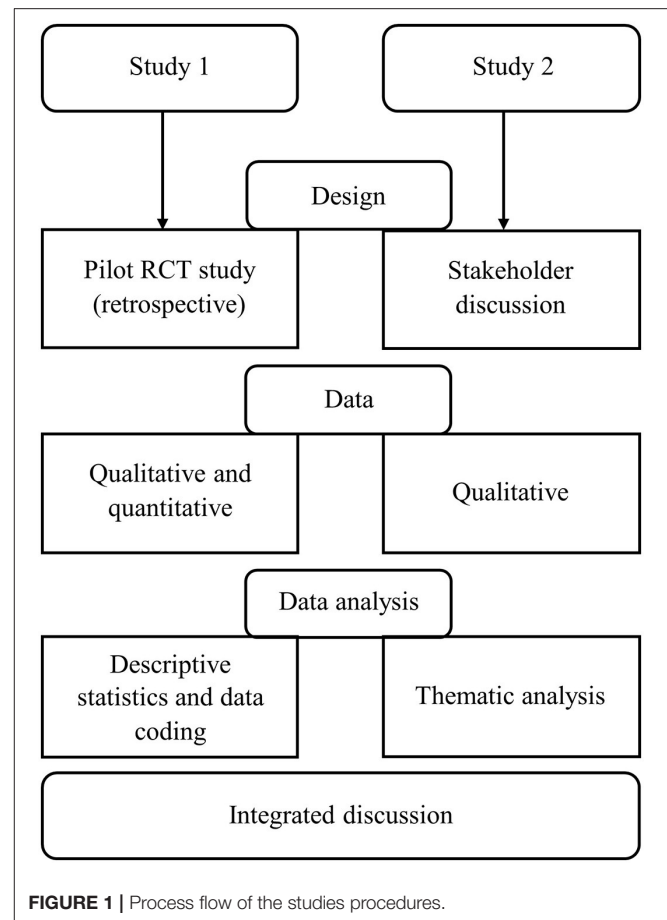 Study 1
Study 2
Design
Pilot RCT study
(retrospective)
Stakeholder
discussion
Data
Qualitative and
quantitative
Qualitative
Data analysis
Descriptive
statistics and data
coding
Thematic analysis
Integrated discussion
FIGURE 1 | Process flow of the studies procedures.